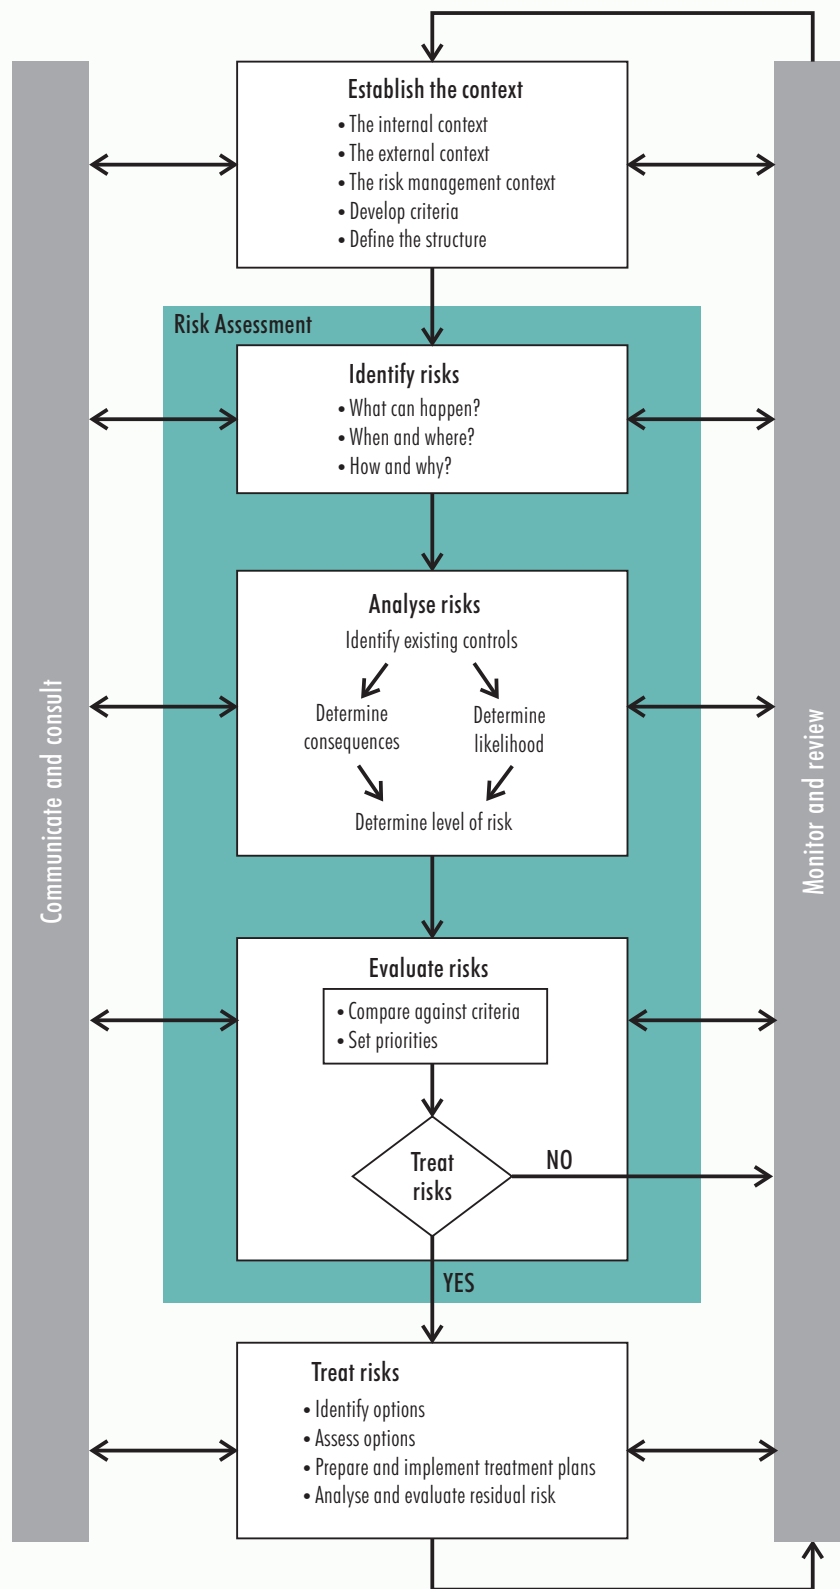 Establish the context
• The internal context
• The external context
• The risk management context
• Develop criteria
• Define the structure
Risk Assessment
Identify risks
• What can happen?
• When and where?
• How and why?
Analyse risks
Identify existing controls
Determine
consequences
Determine
likelihood
Determine level of risk
Evaluate risks
• Compare against criteria
• Set priorities
Treat
risks
NO
YES
Treat risks
• Identify options
• Assess options
• Prepare and implement treatment plans
• Analyse and evaluate residual risk
Communicate and consult
Monitor and review